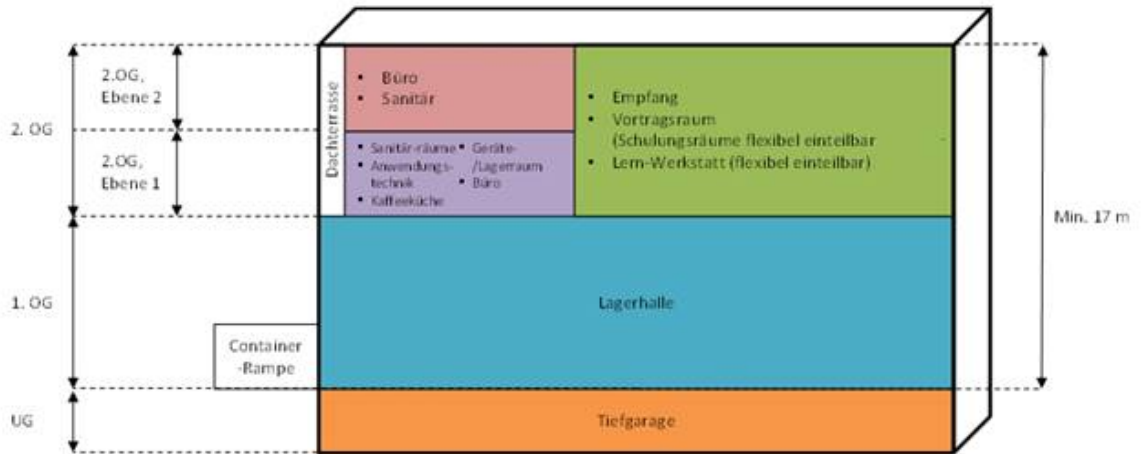 2. OG
2.OG,
Ebene 2
2.OG,
Ebene 1
1. OG
UG
Container
-Rampe
Dachterrasse
▪ Büro
▪ Sanitär
▪ Sanitär-räume
▪ Anwendungs-
technik
▪ Kaffeeküche
▪ Geräte-
/Lagerraum
▪ Büro
▪ Empfang
▪ Vortragsraum
(Schulungsräume flexibel einteilbar
▪ Lern-Werkstatt (flexibel einteilbar)
Lagerhalle
Tiefgarage
Min. 17 m